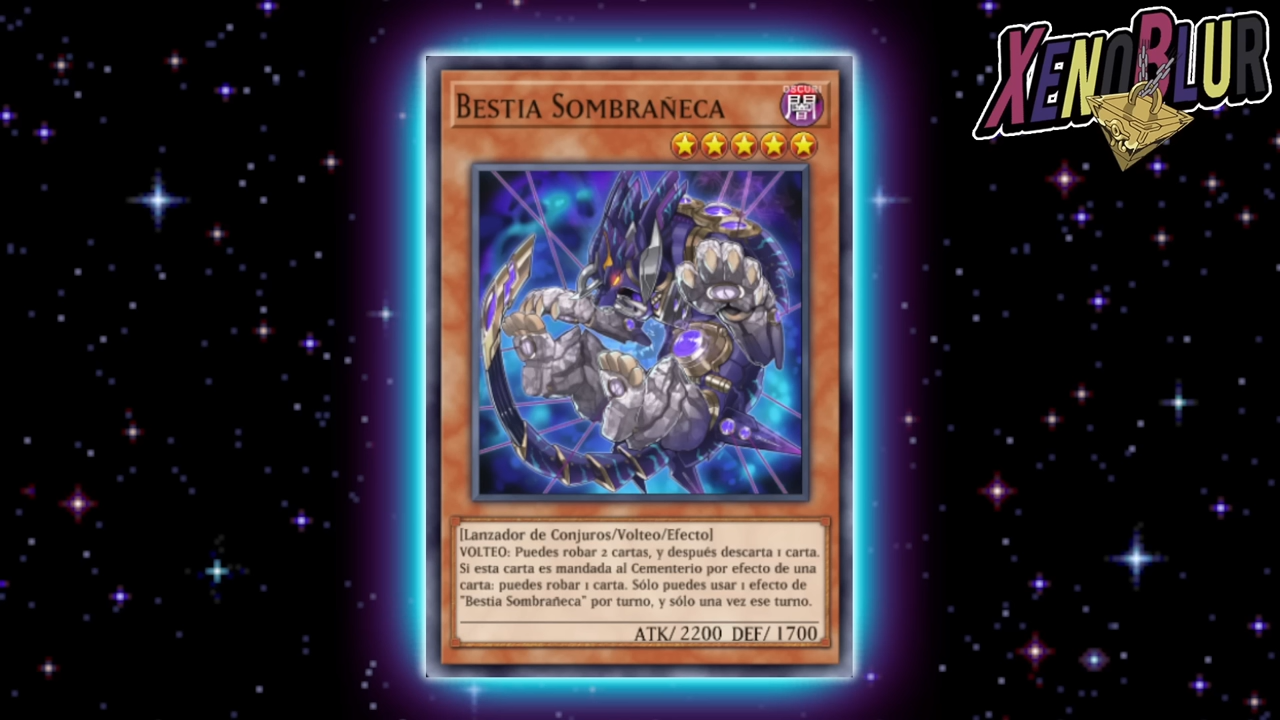 XENOBLUR
BESTIA SOMBRAÑECA
OSCURI
闇
[Lanzador de Conjuros/Volteo/Efecto]
VOLTEO: Puedes robar 2 cartas, y después descarta 1 carta.
Si esta carta es mandada al Cementerio por efecto de una
carta: puedes robar 1 carta. Sólo puedes usar 1 efecto de
"Bestia Sombrañeca" por turno, y sólo una vez ese turno.
ATK/ 2200 DEF/ 1700